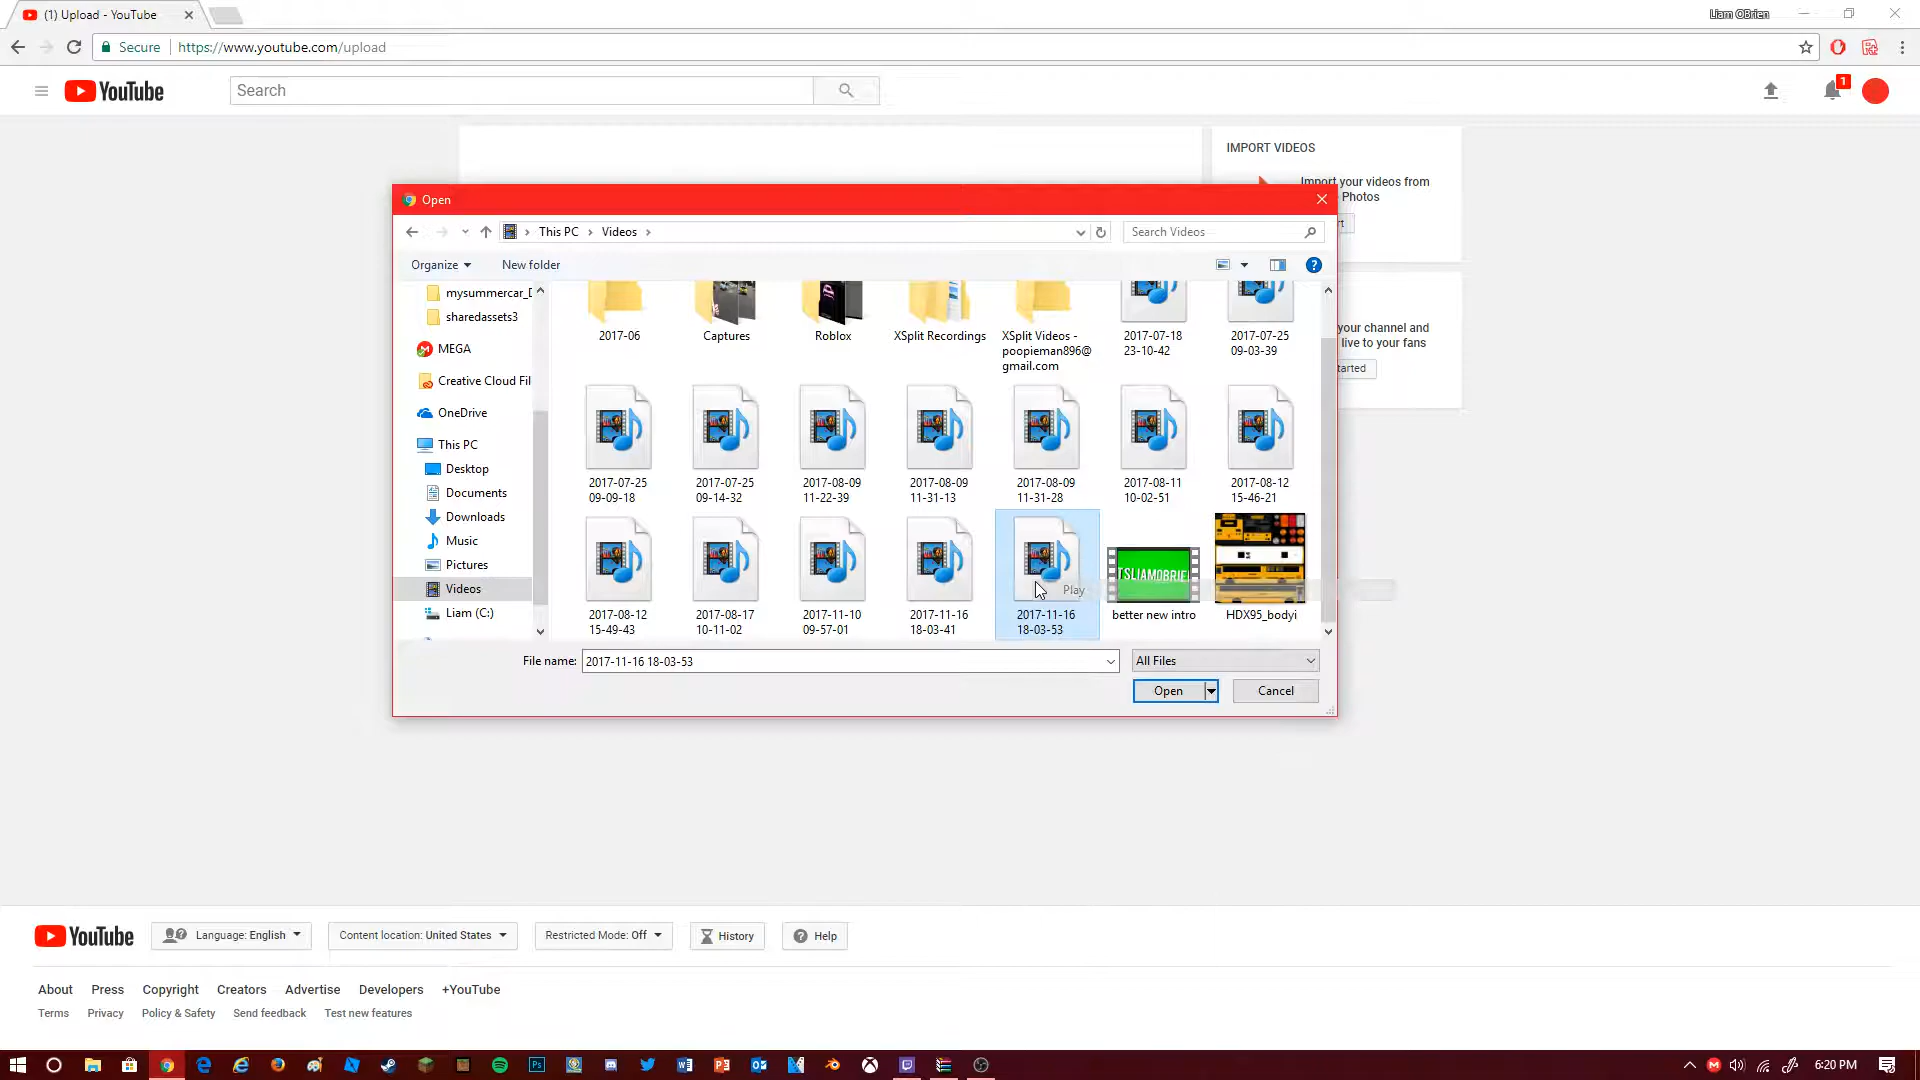 (1) Upload - YouTube
Liam OBrien
Secure
https://www.youtube.com/upload
YouTube
Search
1
IMPORT VIDEOS
Import your videos from
Photos
your channel and
live to your fans
tarted
Open
This PC
Videos
Search Videos
Organize
New folder
mysummercar_D
sharedassets3
MEGA
Creative Cloud Fil
OneDrive
This PC
Desktop
Documents
Downloads
Music
Pictures
Videos
Liam (C:)
2017-06
Captures
Roblox
XSplit Recordings
XSplit Videos -
poopieman896@
gmail.com
2017-07-18
23-10-42
2017-07-25
09-03-39
2017-07-25
09-09-18
2017-07-25
09-14-32
2017-08-09
11-22-39
2017-08-09
11-31-13
2017-08-09
11-31-28
2017-08-11
10-02-51
2017-08-12
15-46-21
2017-08-12
15-49-43
2017-08-17
10-11-02
2017-11-10
09-57-01
2017-11-16
18-03-41
Play
2017-11-16
18-03-53
TSLIAMOBRIE
better new intro
HDX95_bodyi
File name:
2017-11-16 18-03-53
All Files
Open
Cancel
YouTube
Language: English
Content location: United States
Restricted Mode: Off
History
Help
About
Press
Copyright
Creators
Advertise
Developers
+YouTube
Terms
Privacy
Policy & Safety
Send feedback
Test new features
6:20 PM